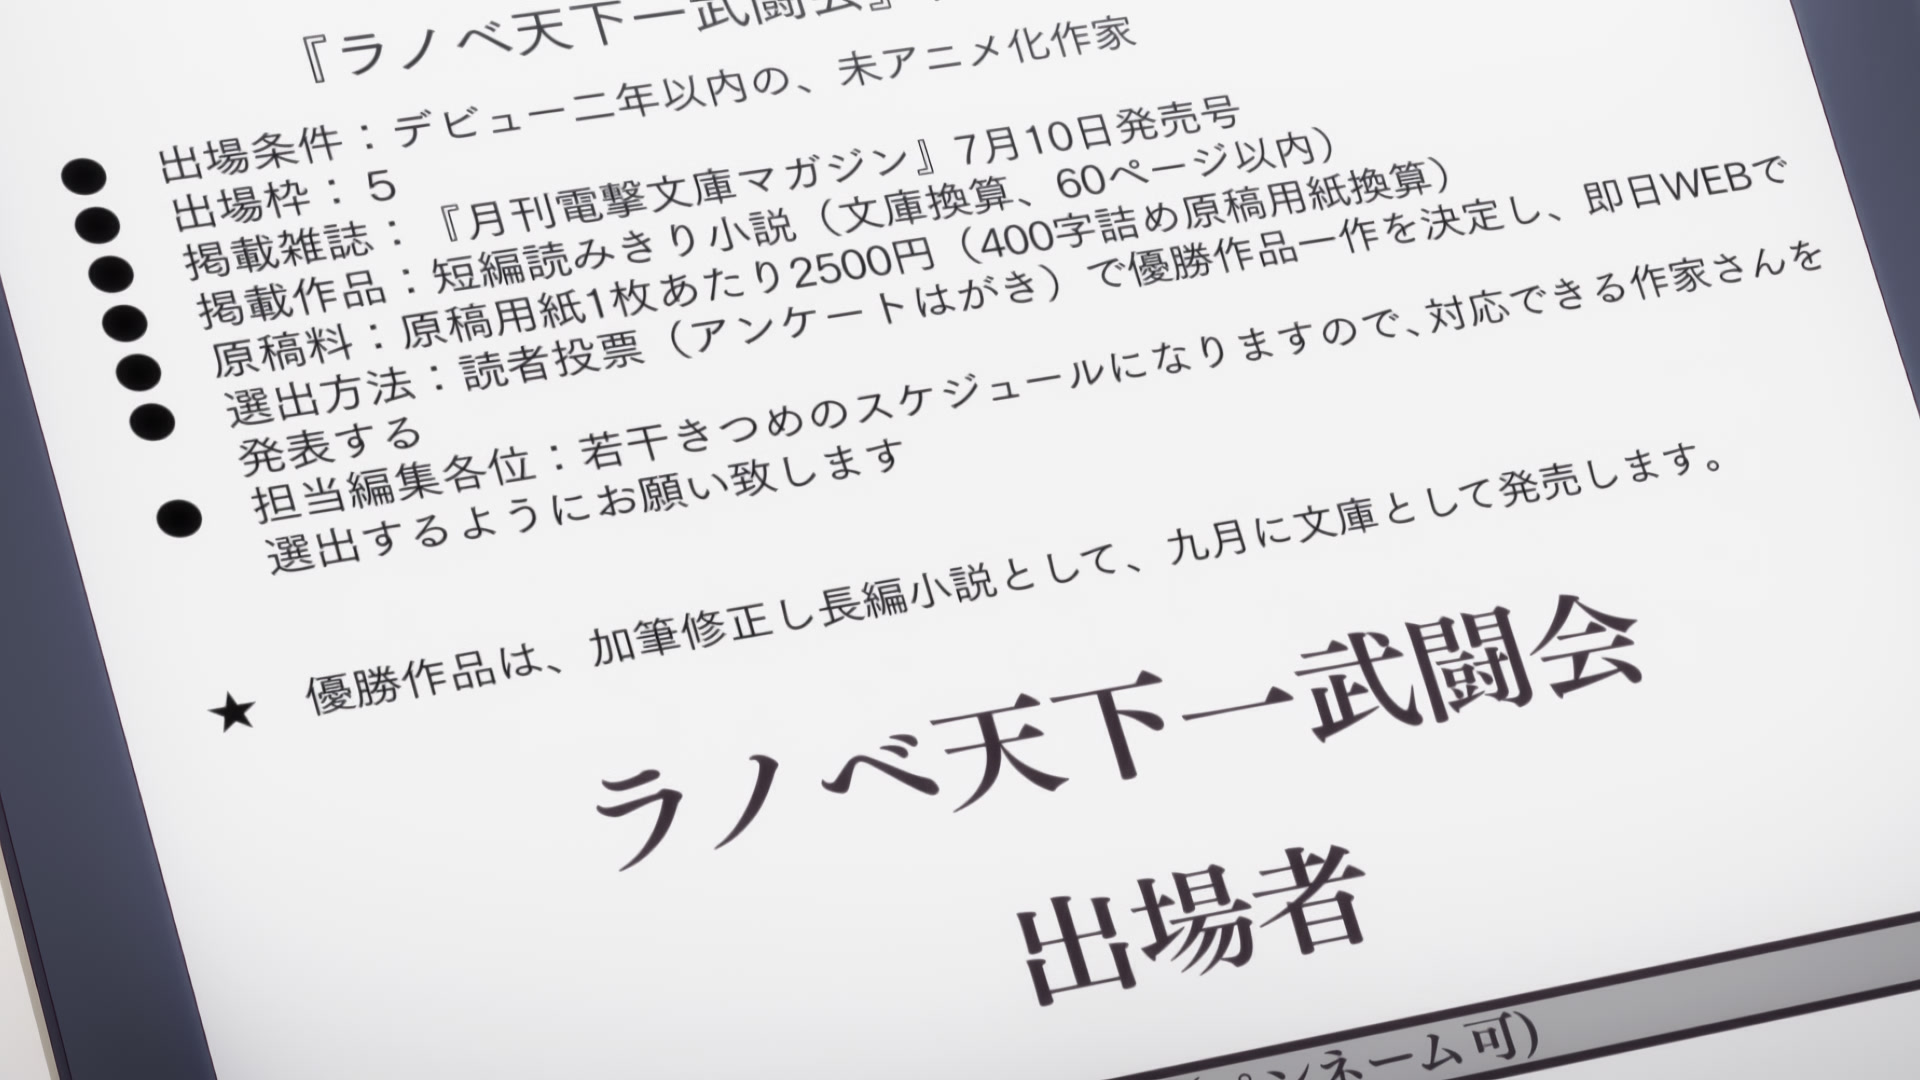 『ラノベ天下一武闘会』
● 出場条件：デビュー二年以内の、未アニメ化作家
● 出場枠：５
● 掲載雑誌：『月刊電撃文庫マガジン』7月10日発売号
● 掲載作品：短編読みきり小説（文庫換算、60ページ以内）
● 原稿料：原稿用紙1枚あたり2500円（400字詰め原稿用紙換算）
● 選出方法：読者投票（アンケートはがき）で優勝作品一作を決定し、即日WEBで
発表する
● 担当編集各位：若干きつめのスケジュールになりますので、対応できる作家さんを
選出するようにお願い致します
★ 優勝作品は、加筆修正し長編小説として、九月に文庫として発売します。
ラノベ天下一武闘会
出場者
(ペンネーム可)